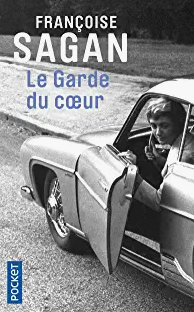 FRANÇOISE
SAGAN
Le Garde
du cœur
POCKET